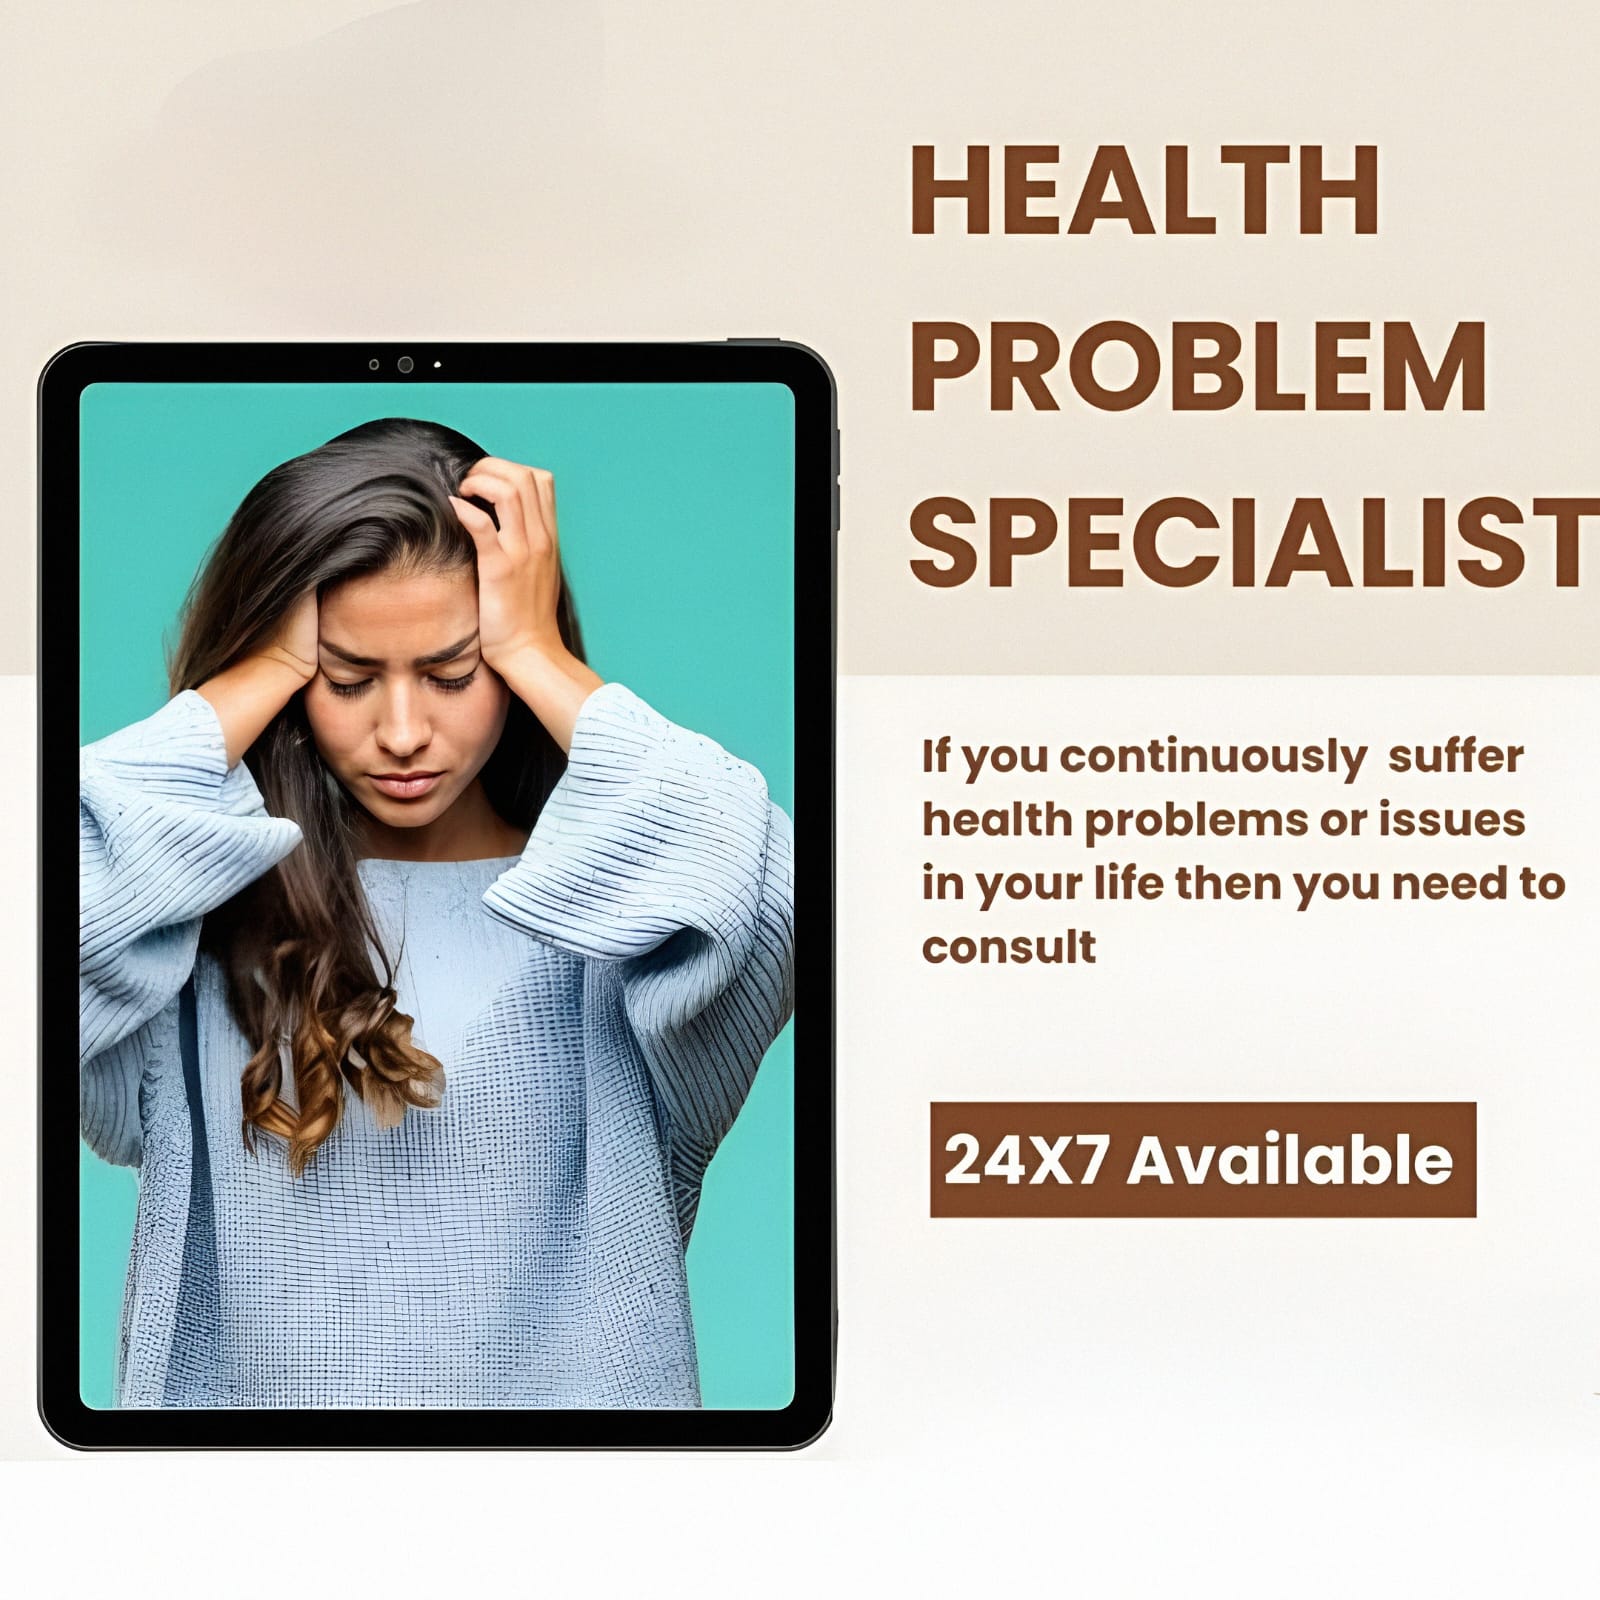 HEALTH
PROBLEM
SPECIALIST
If you continuously  suffer
health problems or issues
in your life then you need to
consult
24X7 Available